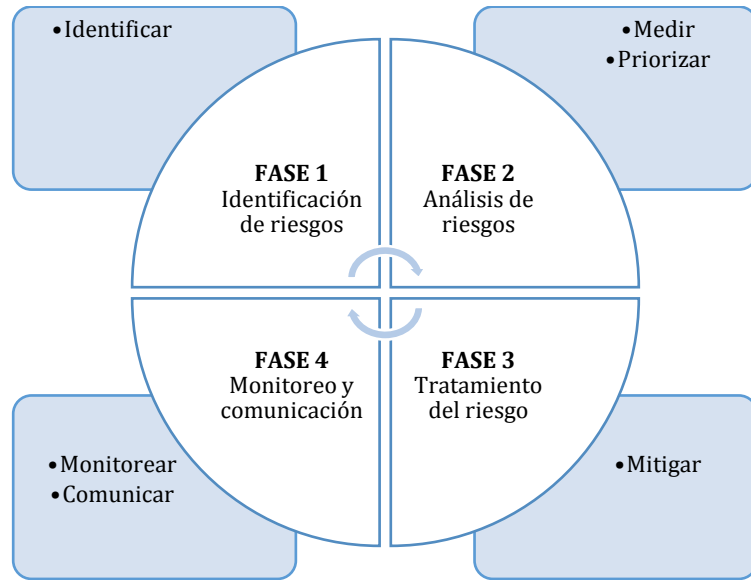 •Identificar
•Medir
•Priorizar
FASE 1
Identificación
de riesgos
FASE 2
Análisis de
riesgos
FASE 4
Monitoreo y
comunicación
FASE 3
Tratamiento
del riesgo
•Monitorear
•Comunicar
•Mitigar